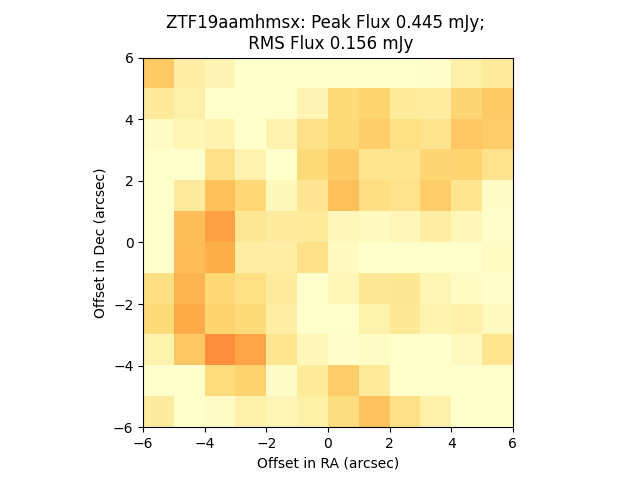 ZTF19aamhmsx: Peak Flux 0.445 mJy;
RMS Flux 0.156 mJy
6
4
2
0
−2
−4
−6
Offset in Dec (arcsec)
−6 −4 −2 0 2 4 6
Offset in RA (arcsec)